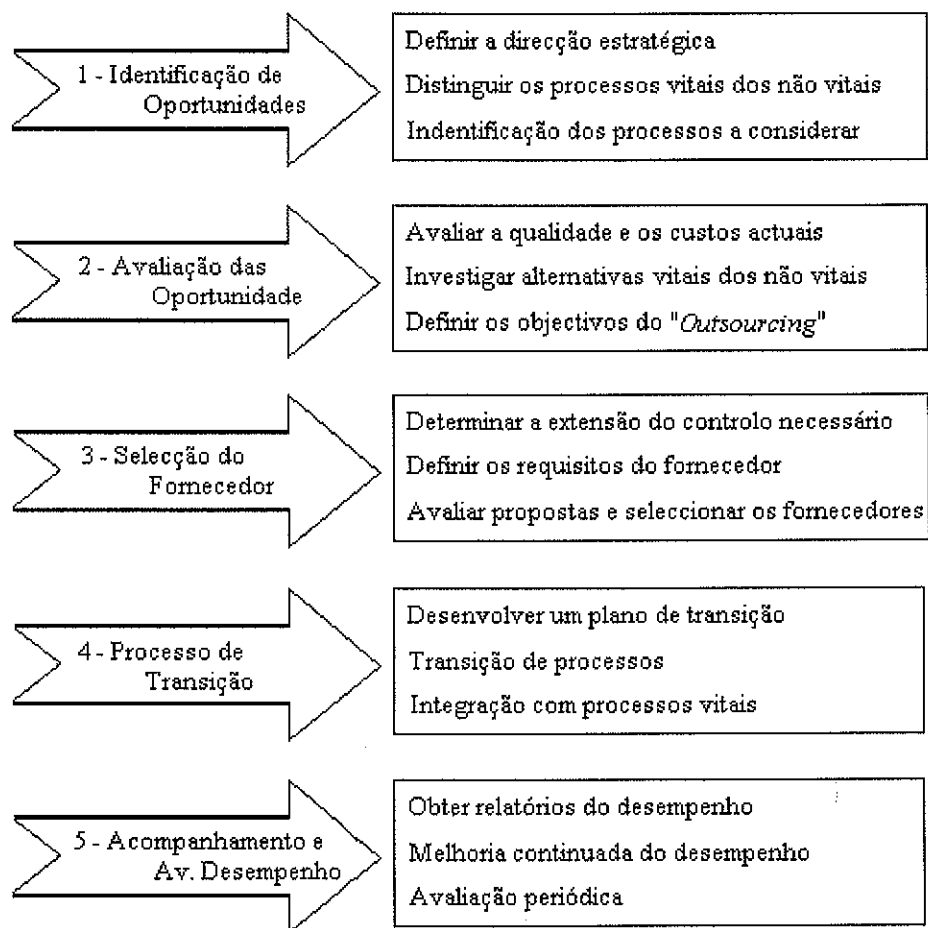 1 - Identificação de
Oportunidades
Definir a direcção estratégica
Distinguir os processos vitais dos não vitais
Indentificação dos processos a considerar
2 - Avaliação das
Oportunidade
Avaliar a qualidade e os custos actuais
Investigar alternativas vitais dos não vitais
Definir os objectivos do "Outsourcing"
3 - Selecção do
Fornecedor
Determinar a extensão do controlo necessário
Definir os requisitos do fornecedor
Avaliar propostas e seleccionar os fornecedores
4 - Processo de
Transição
Desenvolver um plano de transição
Transição de processos
Integração com processos vitais
5 - Acompanhamento e
Av. Desempenho
Obter relatórios do desempenho
Melhoria continuada do desempenho
Avaliação periódica